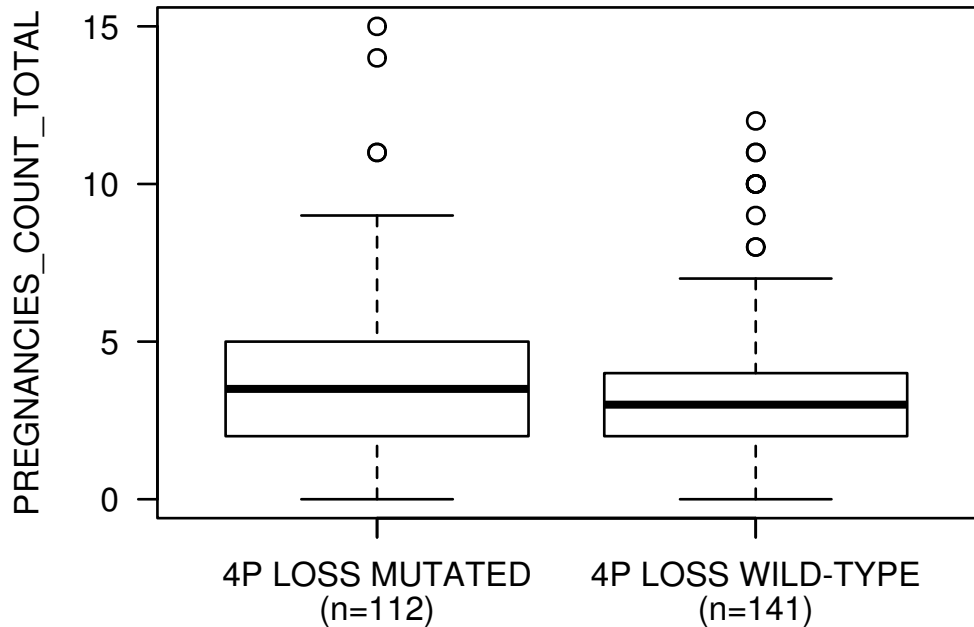 PREGNANCIES_COUNT_TOTAL
15
10
5
0
4P LOSS MUTATED
(n=112)
4P LOSS WILD-TYPE
(n=141)